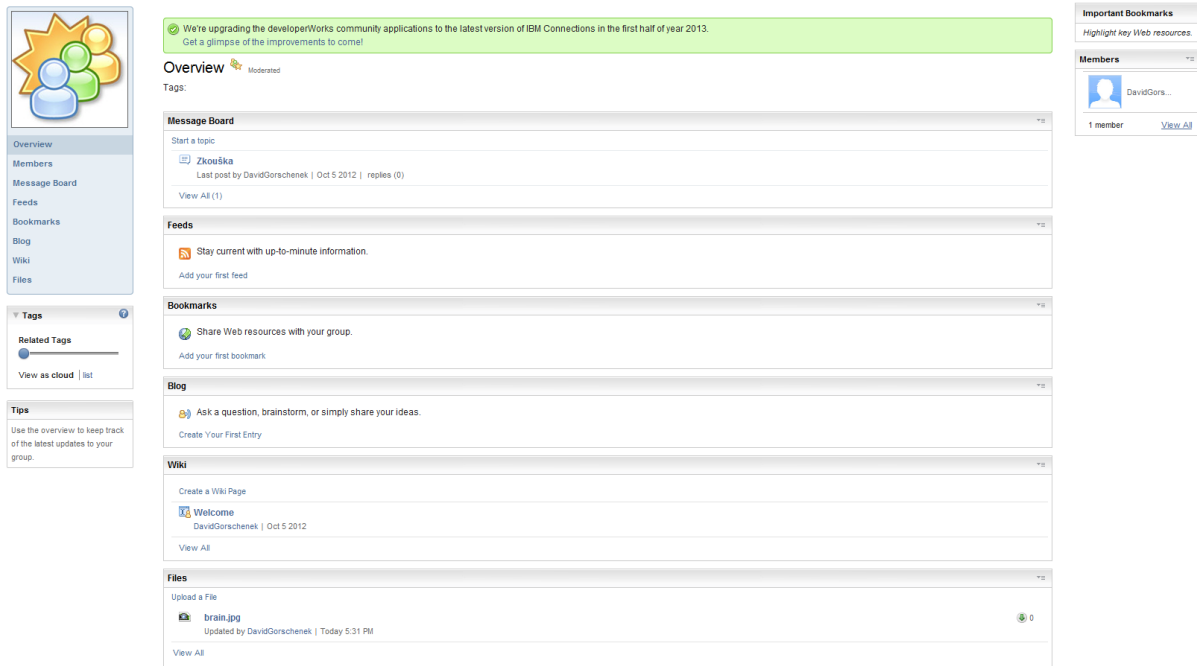 We're upgrading the developerWorks community applications to the latest version of IBM Connections in the first half of year 2013.
Get a glimpse of the improvements to come!
Overview Moderated
Tags:
Overview
Members
Message Board
Feeds
Bookmarks
Blog
Wiki
Files
Tags
Related Tags
View as cloud | list
Tips
Use the overview to keep track
of the latest updates to your
group.
Message Board
Start a topic
Zkouška
Last post by DavidGorschenek | Oct 5 2012 | replies (0)
View All (1)
Feeds
Stay current with up-to-minute information.
Add your first feed
Bookmarks
Share Web resources with your group.
Add your first bookmark
Blog
Ask a question, brainstorm, or simply share your ideas.
Create Your First Entry
Wiki
Create a Wiki Page
Welcome
DavidGorschenek | Oct 5 2012
View All
Files
Upload a File
brain.jpg
0
Updated by DavidGorschenek | Today 5:31 PM
View All
Important Bookmarks
Highlight key Web resources.
Members
DavidGors...
1 member View All